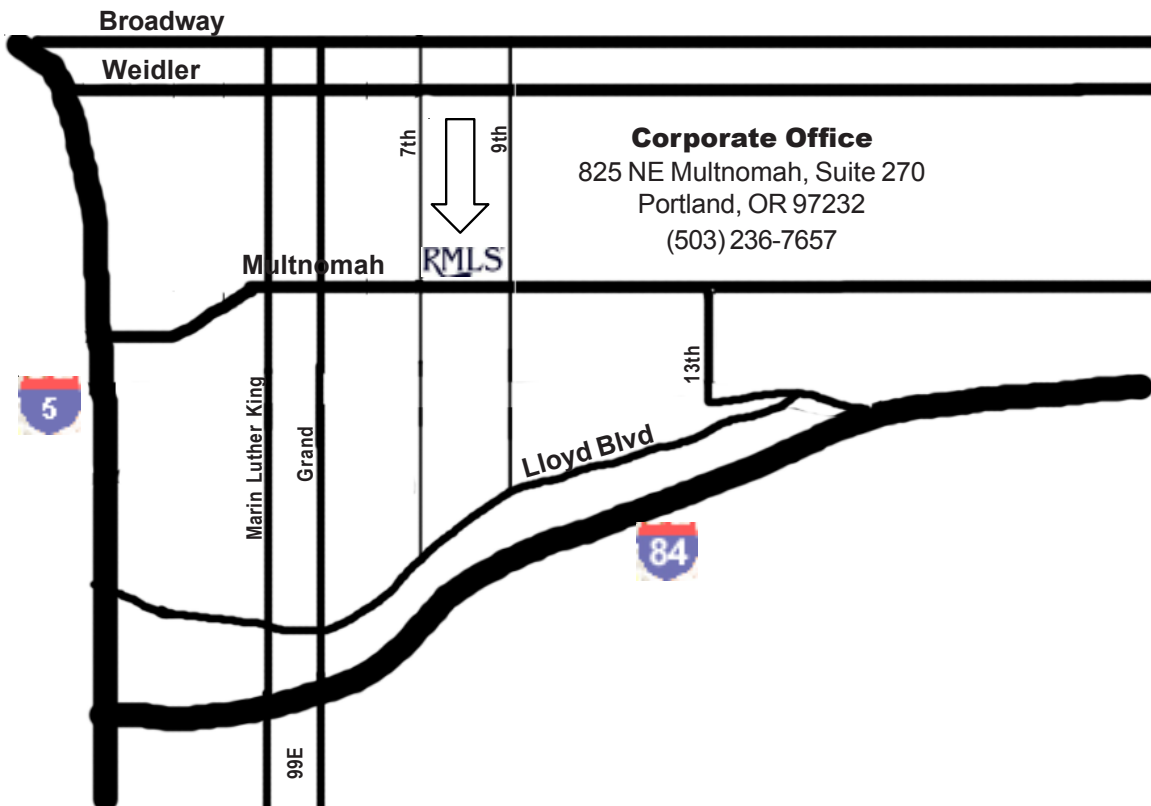 Broadway
Weidler
7th
9th
Corporate Office
825 NE Multnomah, Suite 270
Portland, OR 97232
(503) 236-7657
RMLS
Multnomah
13th
5
Marin Luther King
Grand
Lloyd Blvd
84
99E